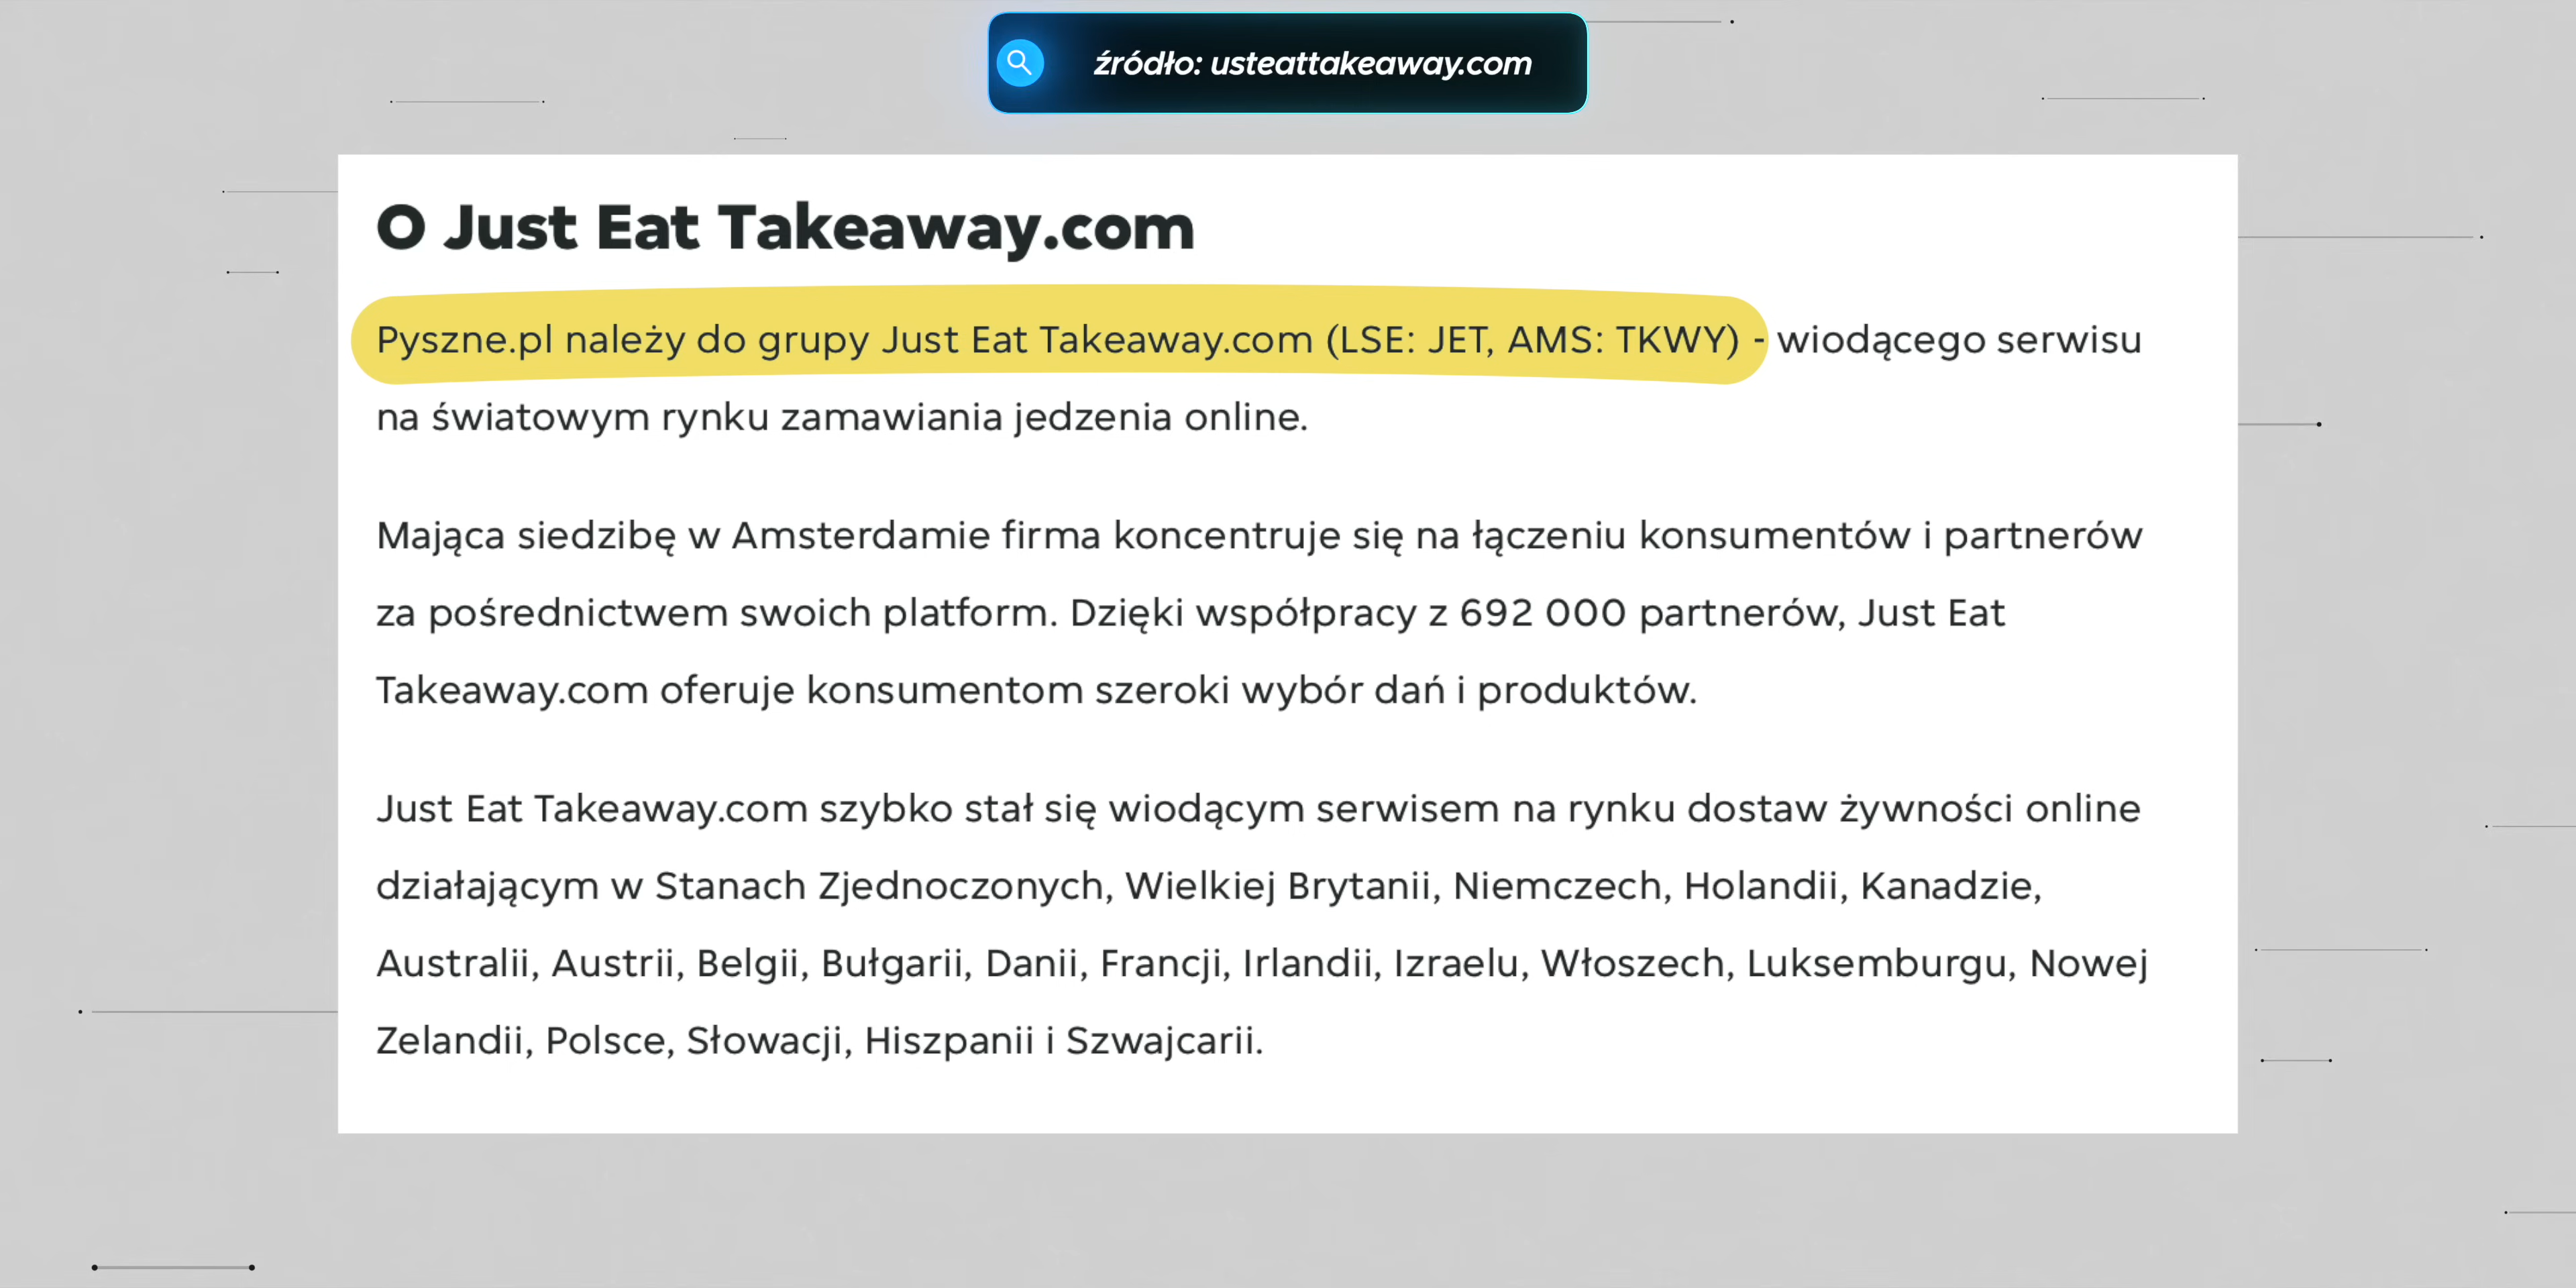 źródło: usteattakeaway.com
O Just Eat Takeaway.com
Pyszne.pl należy do grupy Just Eat Takeaway.com (LSE: JET, AMS: TKWY) - wiodącego serwisu
na światowym rynku zamawiania jedzenia online.
Mająca siedzibę w Amsterdamie firma koncentruje się na łączeniu konsumentów i partnerów
za pośrednictwem swoich platform. Dzięki współpracy z 692 000 partnerów, Just Eat
Takeaway.com oferuje konsumentom szeroki wybór dań i produktów.
Just Eat Takeaway.com szybko stał się wiodącym serwisem na rynku dostaw żywności online
działającym w Stanach Zjednoczonych, Wielkiej Brytanii, Niemczech, Holandii, Kanadzie,
Australii, Austrii, Belgii, Bułgarii, Danii, Francji, Irlandii, Izraelu, Włoszech, Luksemburgu, Nowej
Zelandii, Polsce, Słowacji, Hiszpanii i Szwajcarii.